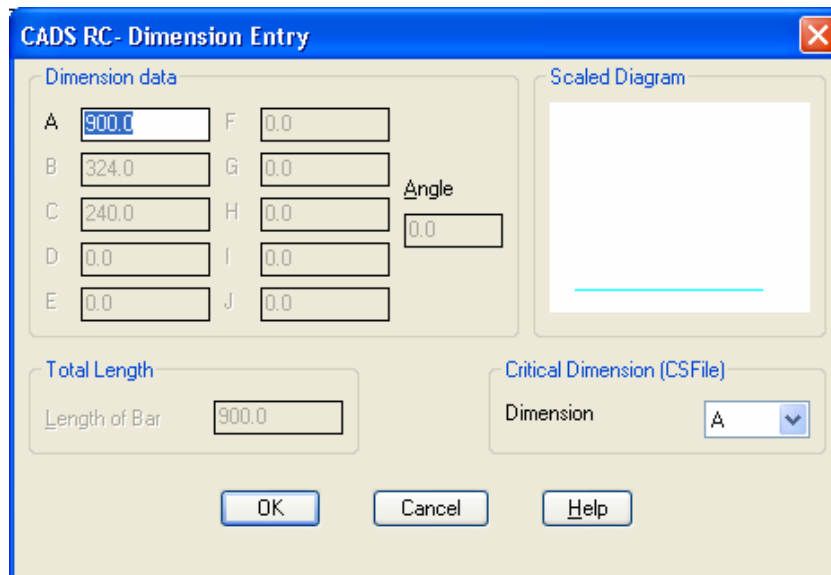 CADS RC- Dimension Entry
Dimension data
A 900.0 F 0.0
B 324.0 G 0.0
Angle
C 240.0 H 0.0
0.0
D 0.0 I 0.0
E 0.0 J 0.0
Scaled Diagram
Total Length
Length of Bar 900.0
Critical Dimension (CSFile)
Dimension A
OK Cancel Help